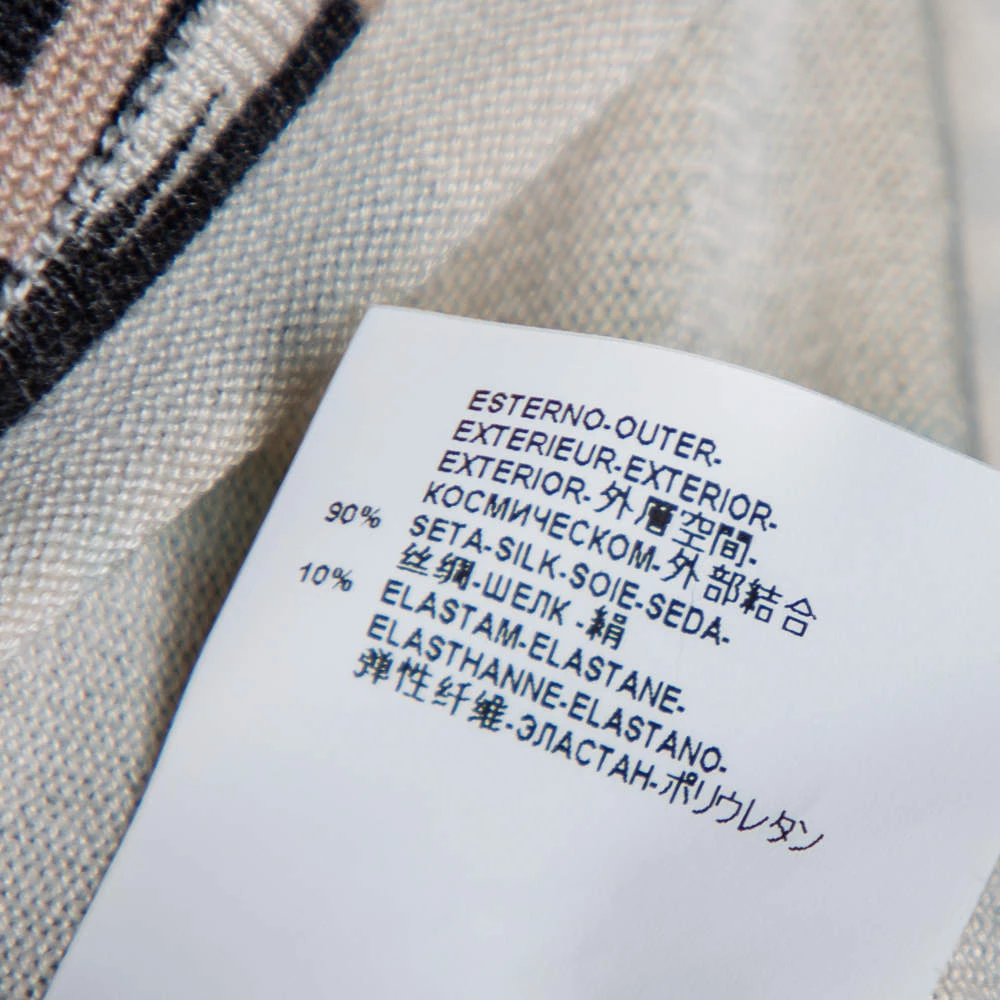 ESTERNO-OUTER-
EXTERIEUR-EXTERIOR-
EXTERIOR-外層空間-
КОСМИЧЕСКОМ-外部結合
90% SETA-SILK-SOIE-SEDA-
丝绸-ШЕЛК -絹
10% ELASTAM-ELASTANE-
ELASTHANNE-ELASTANO-
弹性纤维-ЭЛАСТАН-ポリウレタン